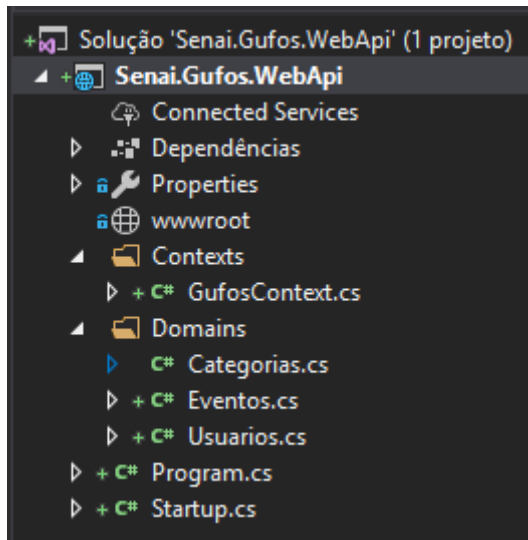 Solução 'Senai.Gufos.WebApi' (1 projeto)
Senai.Gufos.WebApi
Connected Services
Dependências
Properties
wwwroot
Contexts
C# GufosContext.cs
Domains
C# Categorias.cs
C# Eventos.cs
C# Usuarios.cs
C# Program.cs
C# Startup.cs